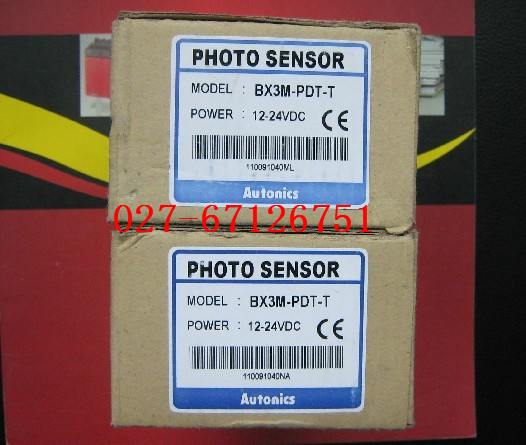 PHOTO SENSOR
MODEL : BX3M-PDT-T
POWER : 12-24VDC CE
110091040ML
Autonics
027-67126751
PHOTO SENSOR
MODEL : BX3M-PDT-T
POWER : 12-24VDC CE
110091040NA
Autonics